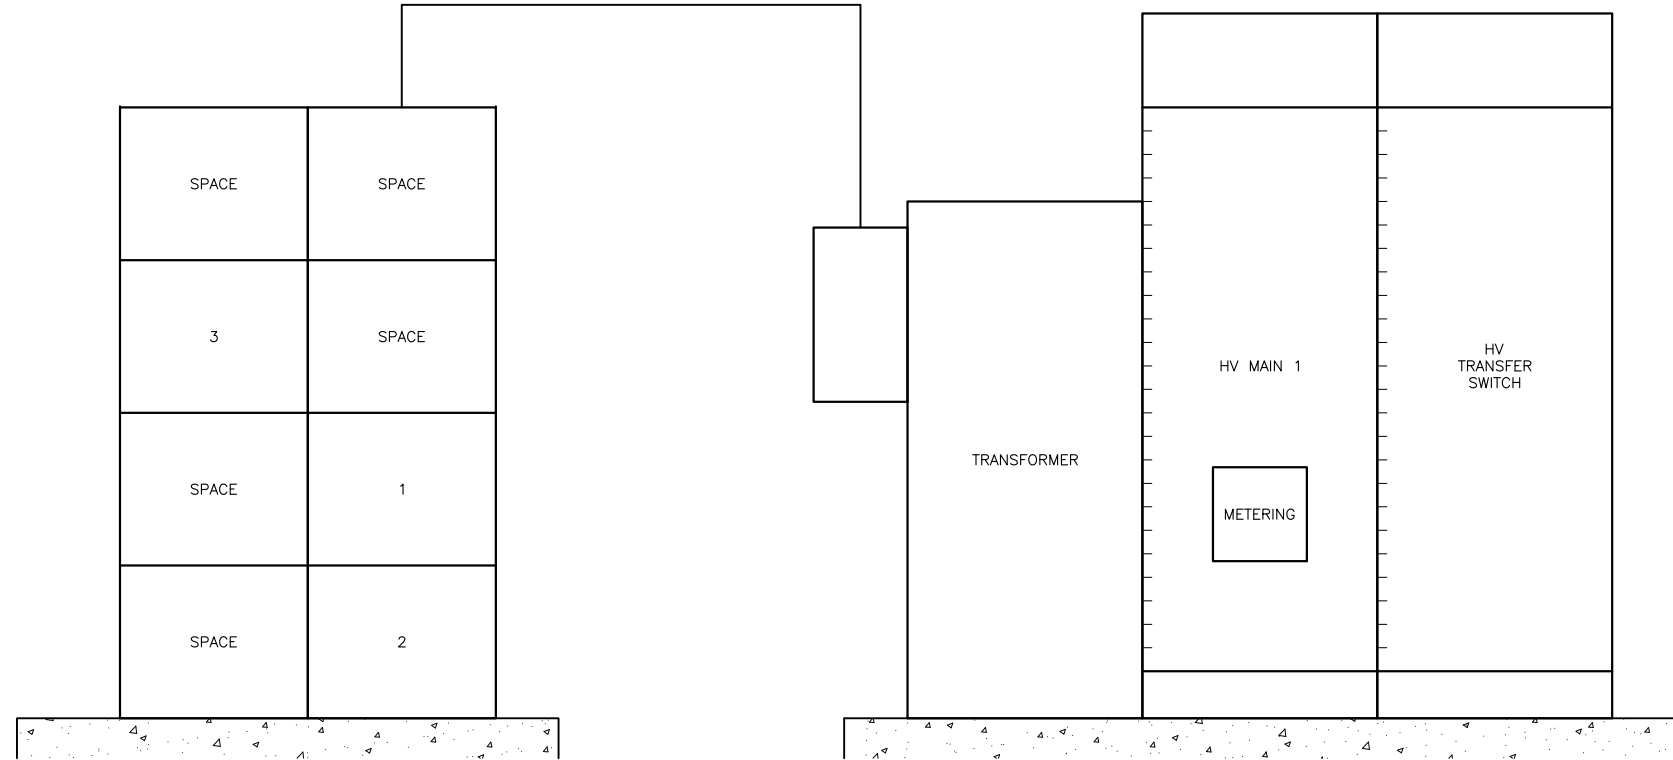 SPACE
SPACE
3
SPACE
SPACE
1
SPACE
2
TRANSFORMER
HV MAIN 1
METERING
HV
TRANSFER
SWITCH